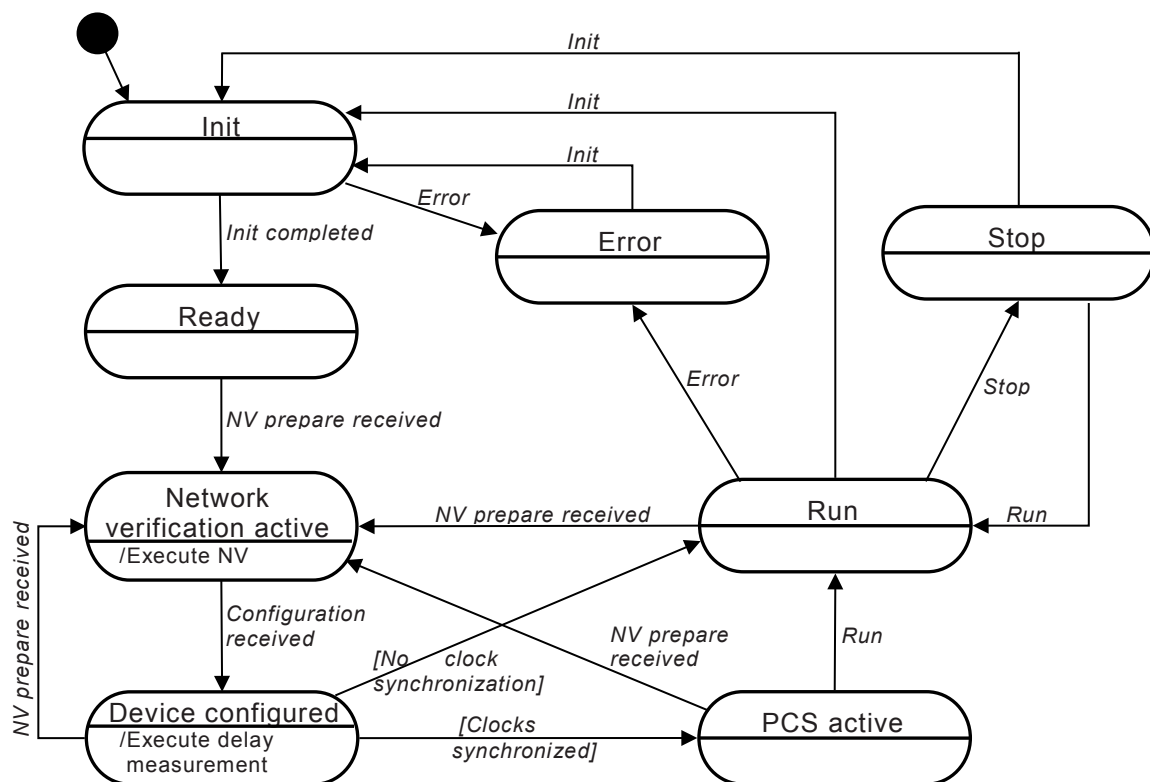 Init
Init
Init
Init
Error
Init completed
Error
Stop
Ready
Error
Stop
NV prepare received
Network
verification active
/Execute NV
NV prepare received
Run
Run
NV prepare received
Configuration
received
NV prepare
received
Run
[No clock
synchronization]
Device configured
/Execute delay
measurement
[Clocks
synchronized]
PCS active